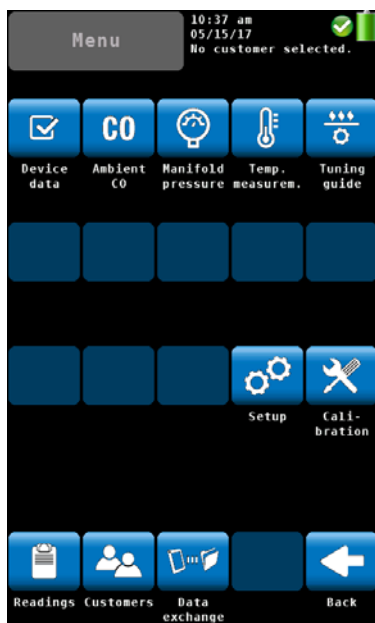 Menu
10:37 am
05/15/17
No customer selected.
CO
Device data
Ambient CO
Manifold pressure
Temp. measurem.
Tuning guide
Setup
Cali-bration
Readings
Customers
Data exchange
Back